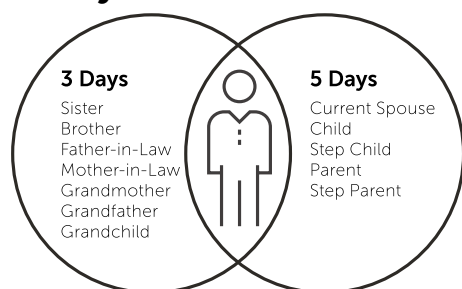 3 Days
Sister
Brother
Father-in-Law
Mother-in-Law
Grandmother
Grandfather
Grandchild
5 Days
Current Spouse
Child
Step Child
Parent
Step Parent